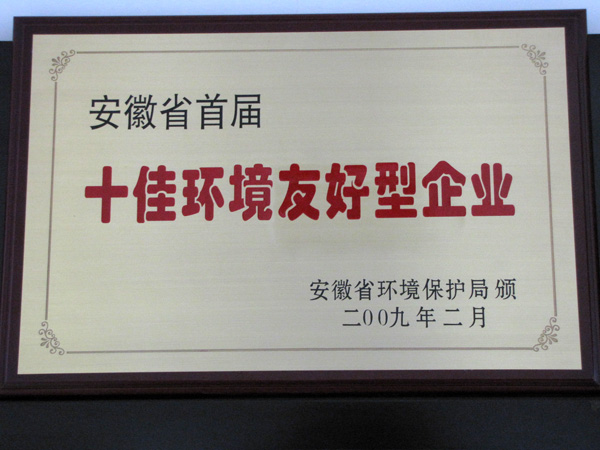 安徽省首届
十佳环境友好型企业
安徽省环境保护局 颁
二00九年二月